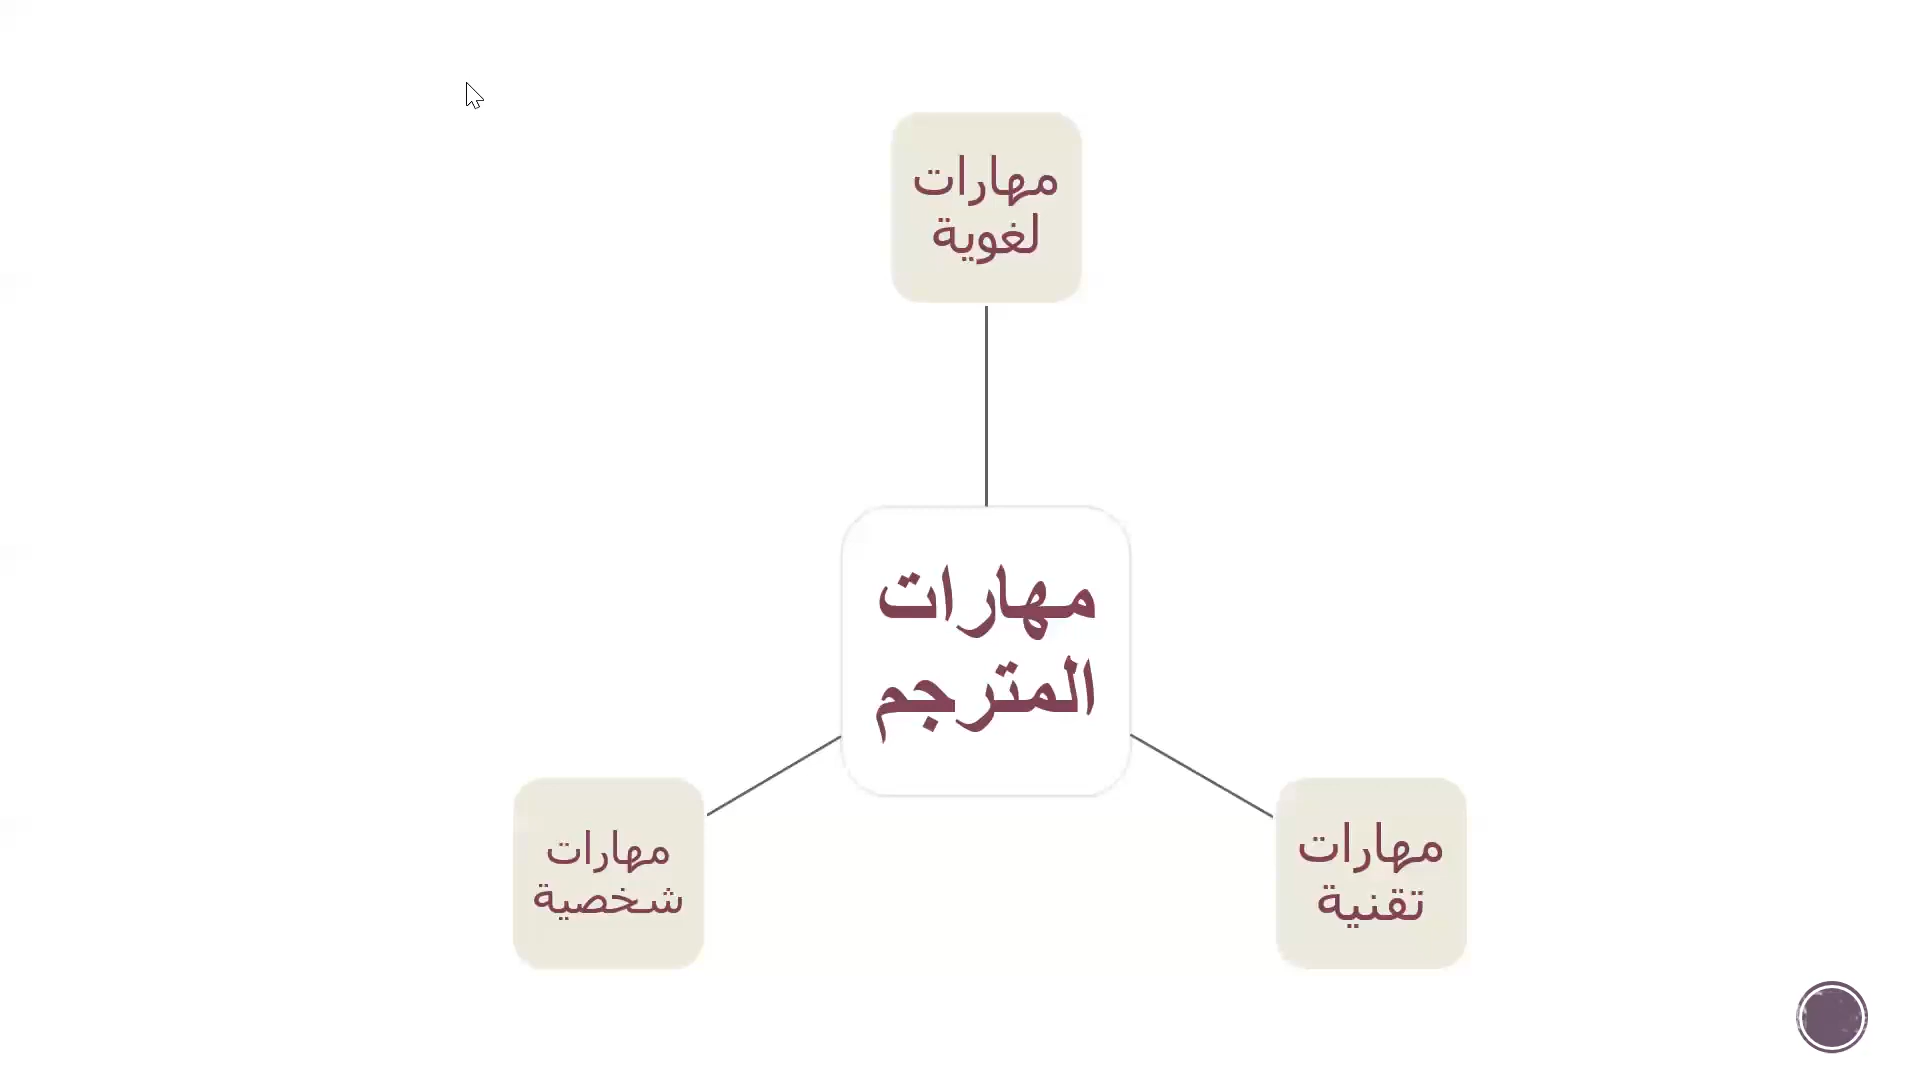 مهارات
لغوية
مهارات
المترجم
مهارات
تقنية
مهارات
شخصية